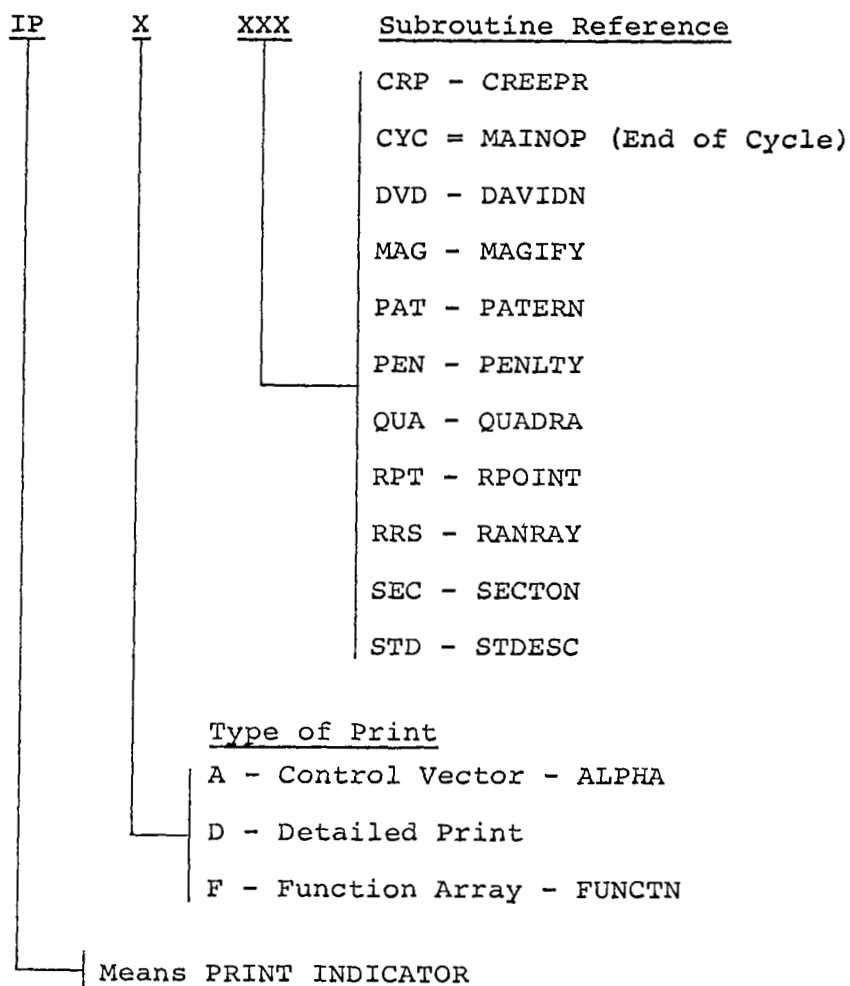 IP X XXX Subroutine Reference
CRP - CREEPR
CYC = MAINOP (End of Cycle)
DVD - DAVIDN
MAG - MAGIFY
PAT - PATERN
PEN - PENLTY
QUA - QUADRA
RPT - RPOINT
RRS - RANRAY
SEC - SECTON
STD - STDESC
Type of Print
A - Control Vector - ALPHA
D - Detailed Print
F - Function Array - FUNCTN
Means PRINT INDICATOR